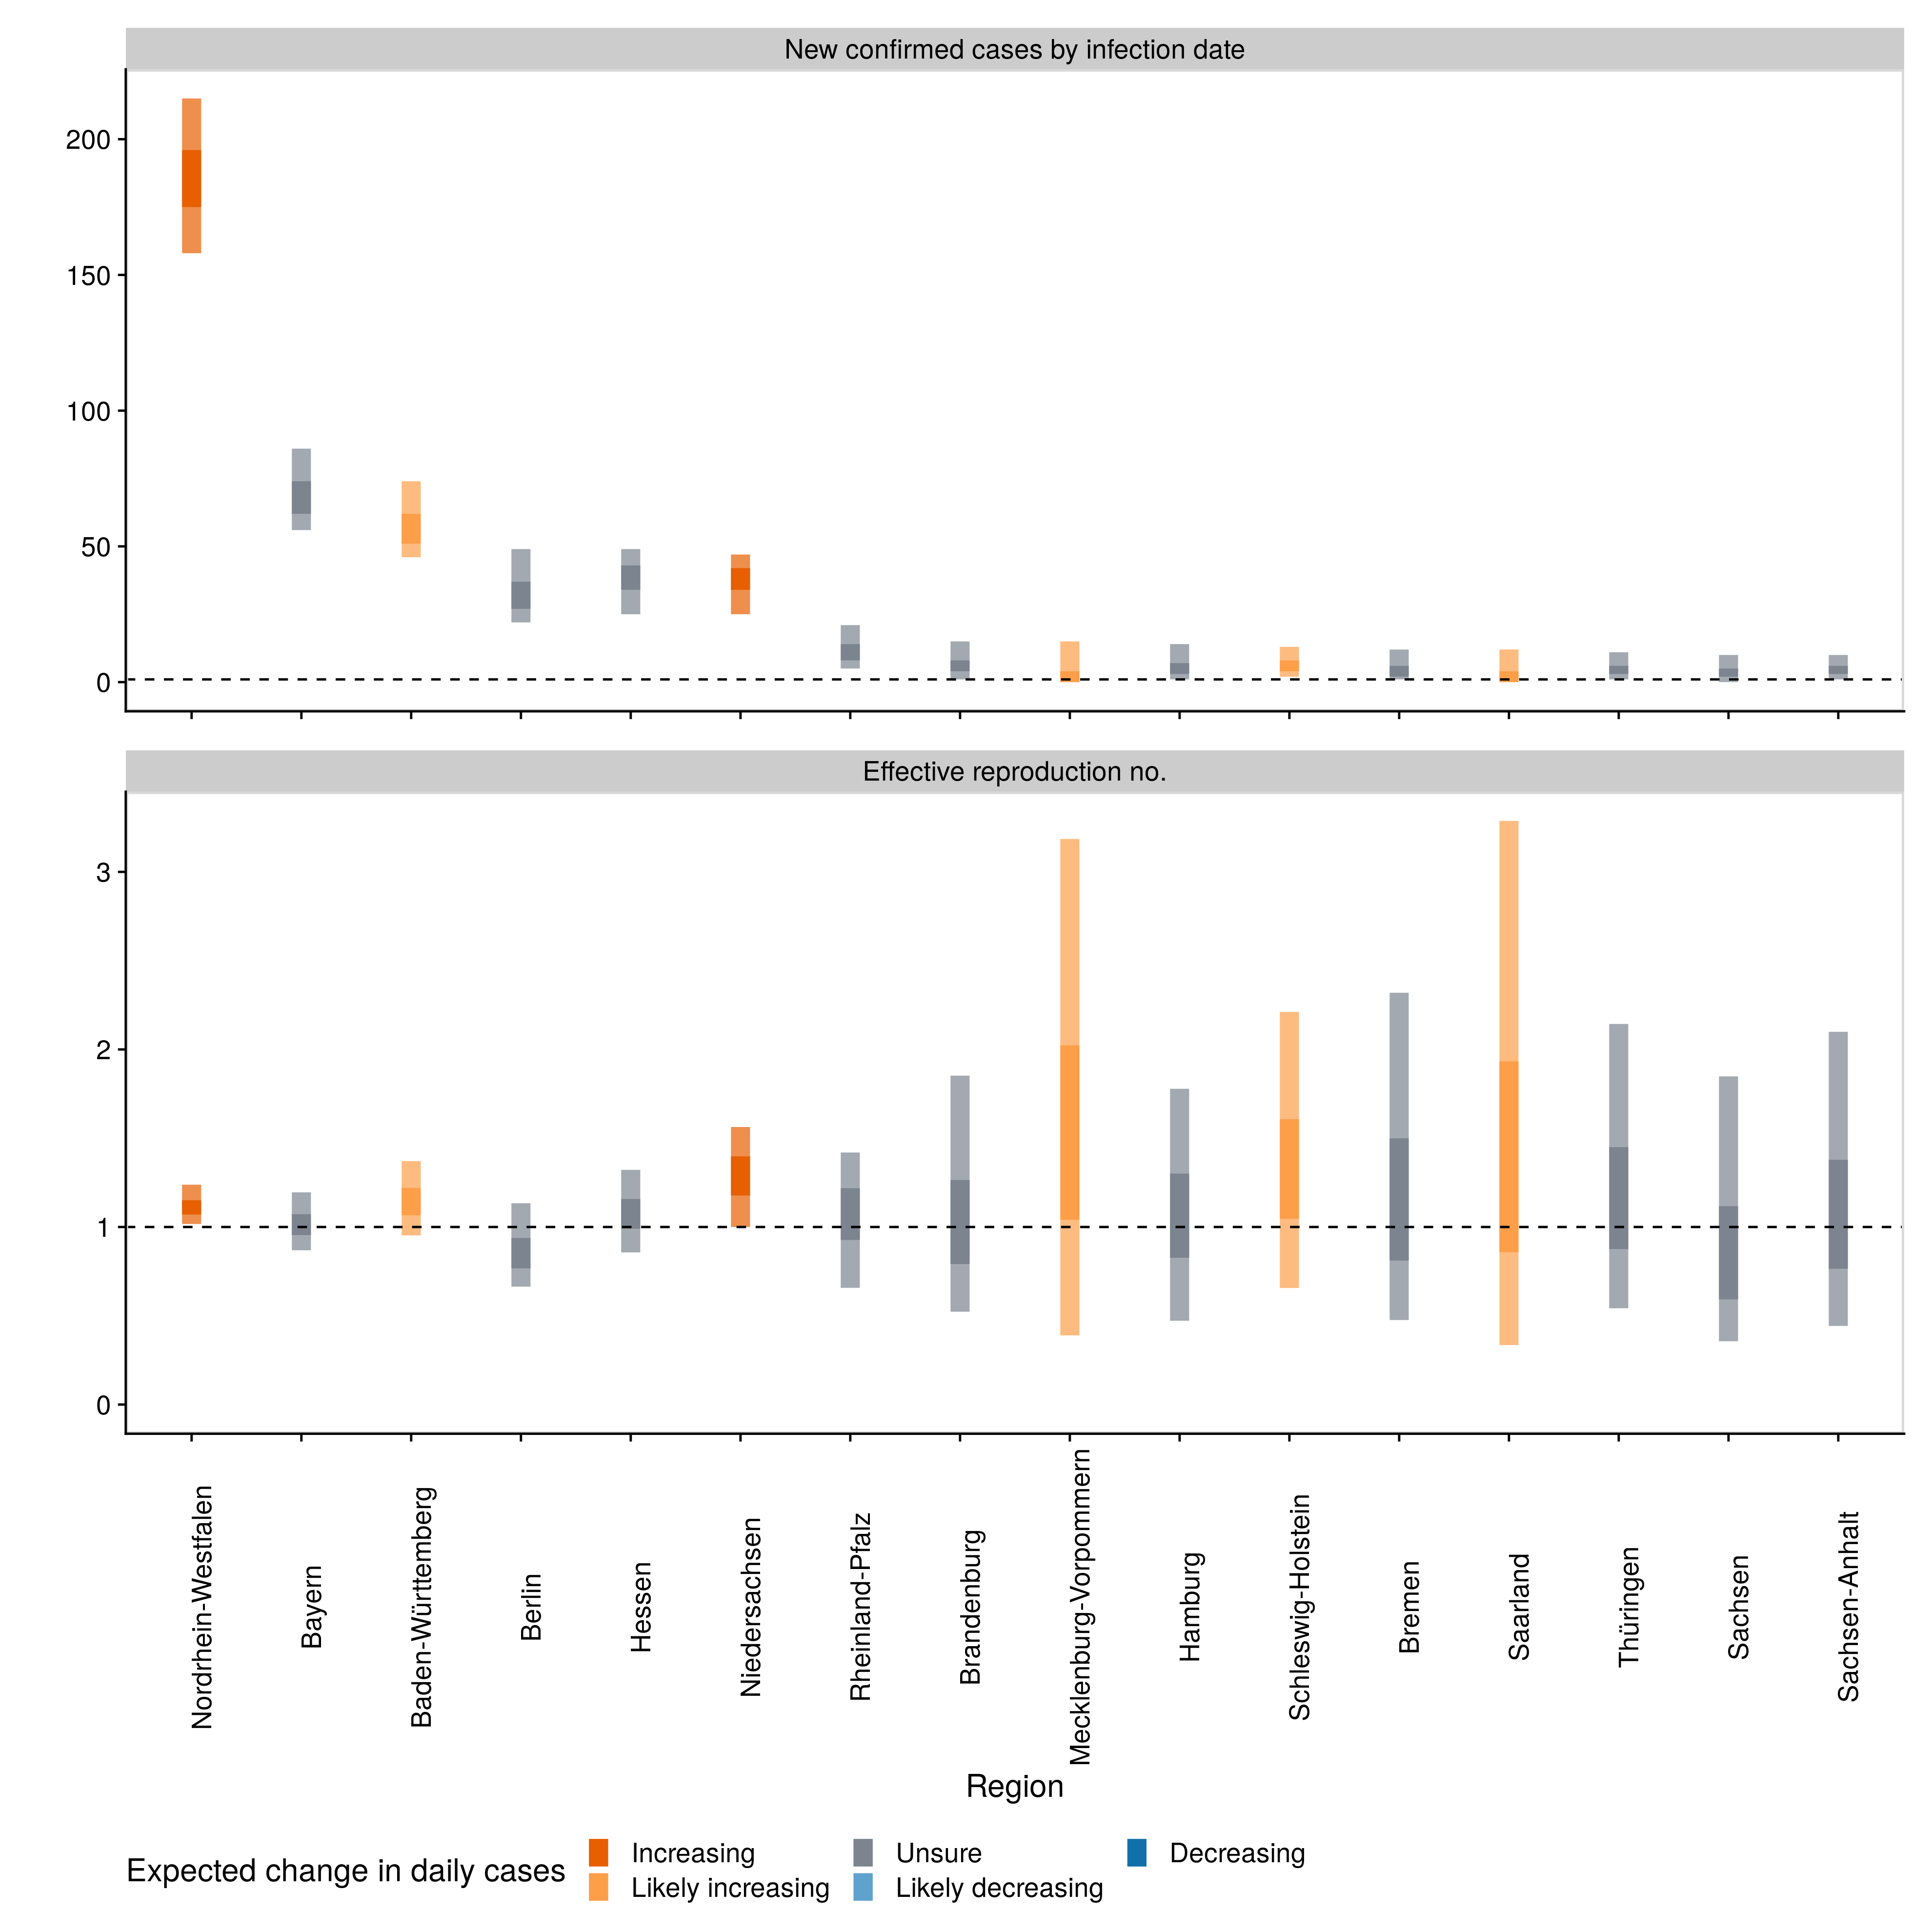 New confirmed cases by infection date
200
150
100
50
0
Effective reproduction no.
3
2
1
0
Nordrhein-Westfalen
Bayern
Baden-Württemberg
Berlin
Hessen
Niedersachsen
Rheinland-Pfalz
Brandenburg
Mecklenburg-Vorpommern
Hamburg
Schleswig-Holstein
Bremen
Saarland
Thüringen
Sachsen
Sachsen-Anhalt
Region
Expected change in daily cases
Increasing
Likely increasing
Unsure
Likely decreasing
Decreasing